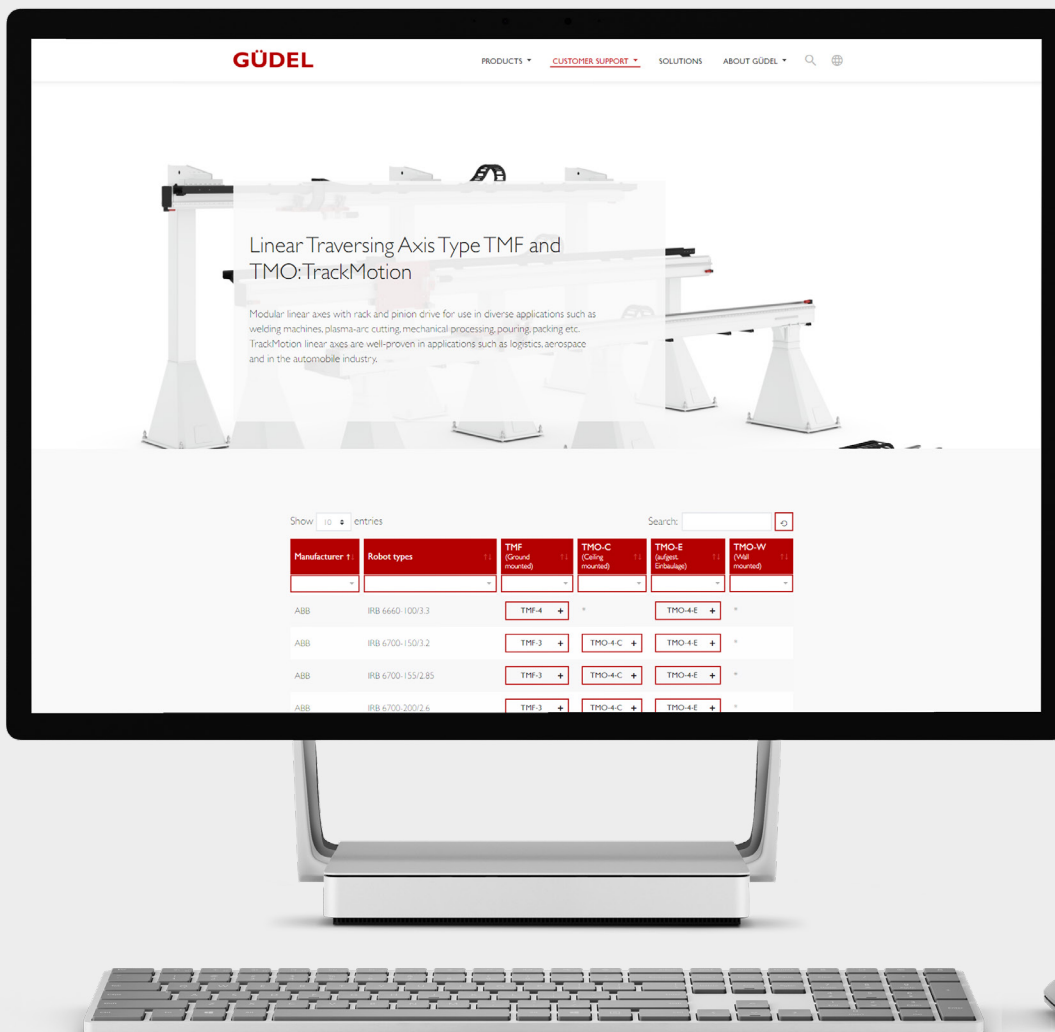 GÜDEL
PRODUCTS
CUSTOMER SUPPORT
SOLUTIONS
ABOUT GÜDEL
Linear Traversing Axis Type TMF and
TMO: TrackMotion
Modular linear axes with rack and pinion drive for use in diverse applications such as
welding machines, plasma-arc cutting, mechanical processing, pouring, packing etc.
TrackMotion linear axes are well-proven in applications such as logistics, aerospace
and in the automobile industry.
Show 10 entries
Search:
Manufacturer
Robot types
TMF
(Ground
mounted)
TMO-C
(Ceiling
mounted)
TMO-E
(aufgest.
Einbaulage)
TMO-W
(Wall
mounted)
ABB IRB 6660-100/3.3 TMF-4 + * TMO-4-E + *
ABB IRB 6700-150/3.2 TMF-3 + TMO-4-C + TMO-4-E + *
ABB IRB 6700-155/2.85 TMF-3 + TMO-4-C + TMO-4-E + *
ABB IRB 6700-200/2.6 TMF-3 + TMO-4-C + TMO-4-E + *